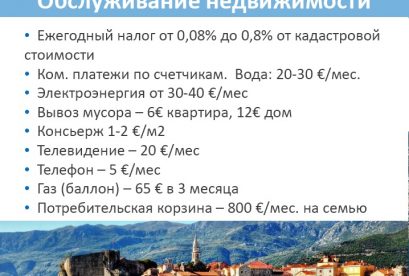 Обслуживание недвижимости
• Ежегодный налог от 0,08% до 0,8% от кадастровой
стоимости
• Ком. платежи по счетчикам. Вода: 20-30 €/мес.
• Электроэнергия от 30-40 €/мес
• Вывоз мусора – 6€ квартира, 12€ дом
• Консьерж 1-2 €/м2
• Телевидение – 20 €/мес
• Телефон – 5 €/мес
• Газ (баллон) – 65 € в 3 месяца
• Потребительская корзина – 800 €/мес. на семью